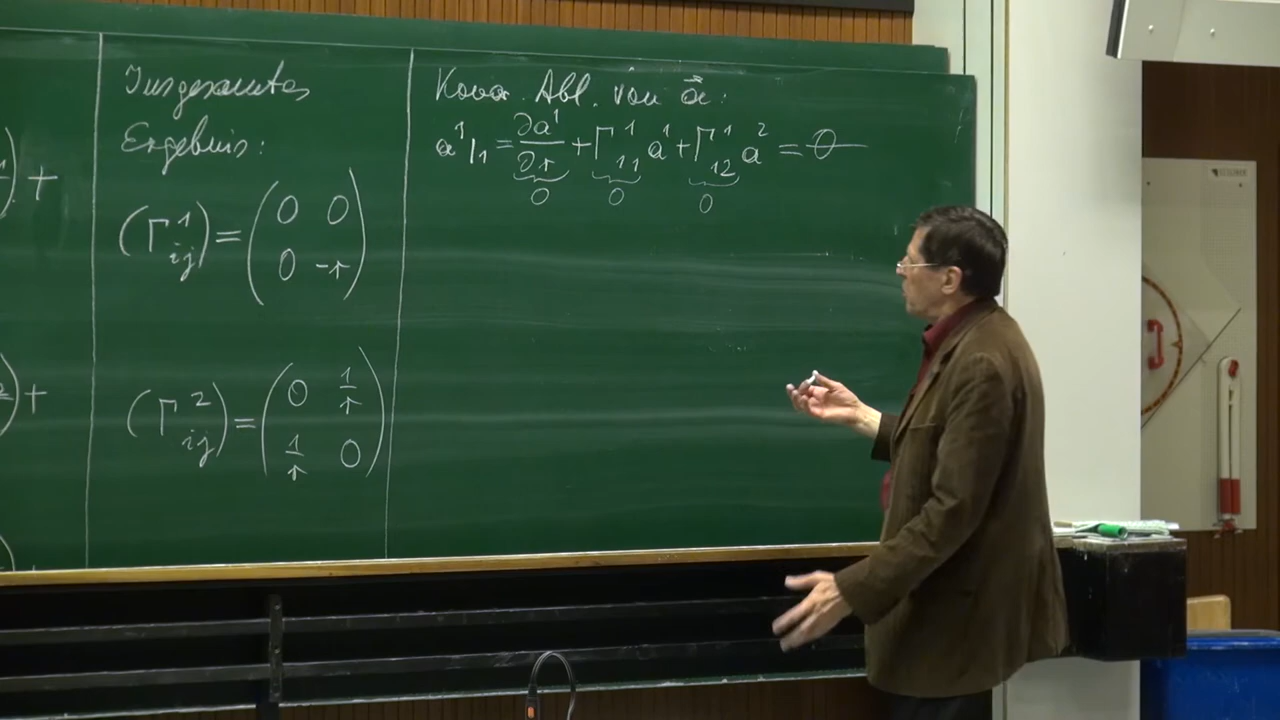 Insgesamtes
Ergebnis:
(Γ¹ᵢⱼ) = (0 0
0 -r)
(Γ²ᵢⱼ) = (0 1/r
1/r 0)
Kovar. Abl. von a⃗:
a¹|₁ = ∂a¹/∂r + Γ¹₁₁ a¹ + Γ¹₁₂ a² = 0
0 0 0